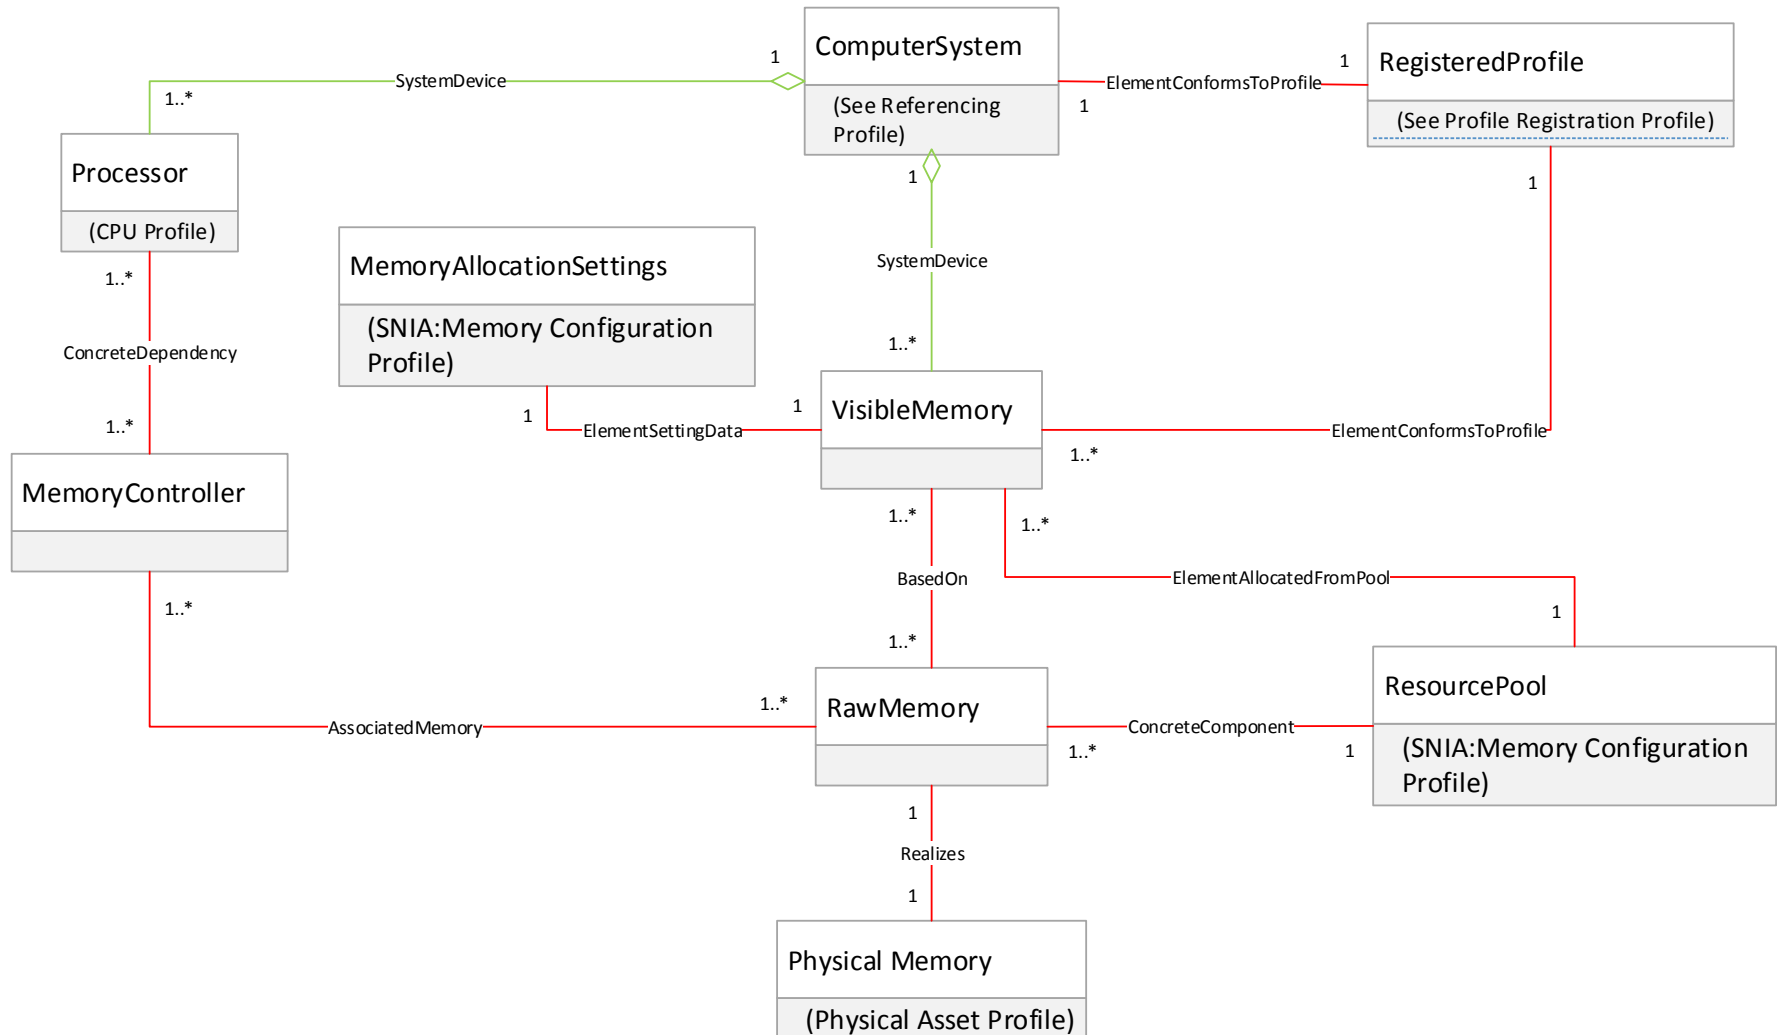 ComputerSystem
(See Referencing
Profile)
1
SystemDevice
1..*
ElementConformsToProfile
1
1
RegisteredProfile
(See Profile Registration Profile)
Processor
(CPU Profile)
1
1
1..*
SystemDevice
MemoryAllocationSettings
(SNIA:Memory Configuration
Profile)
ConcreteDependency
1..*
1..*
VisibleMemory
1
ElementSettingData
1
ElementConformsToProfile
1..*
MemoryController
1..*
1..*
BasedOn
ElementAllocatedFromPool
1..*
1
1..*
ResourcePool
(SNIA:Memory Configuration
Profile)
1..*
RawMemory
AssociatedMemory
ConcreteComponent
1..*
1
1
Realizes
1
Physical Memory
(Physical Asset Profile)